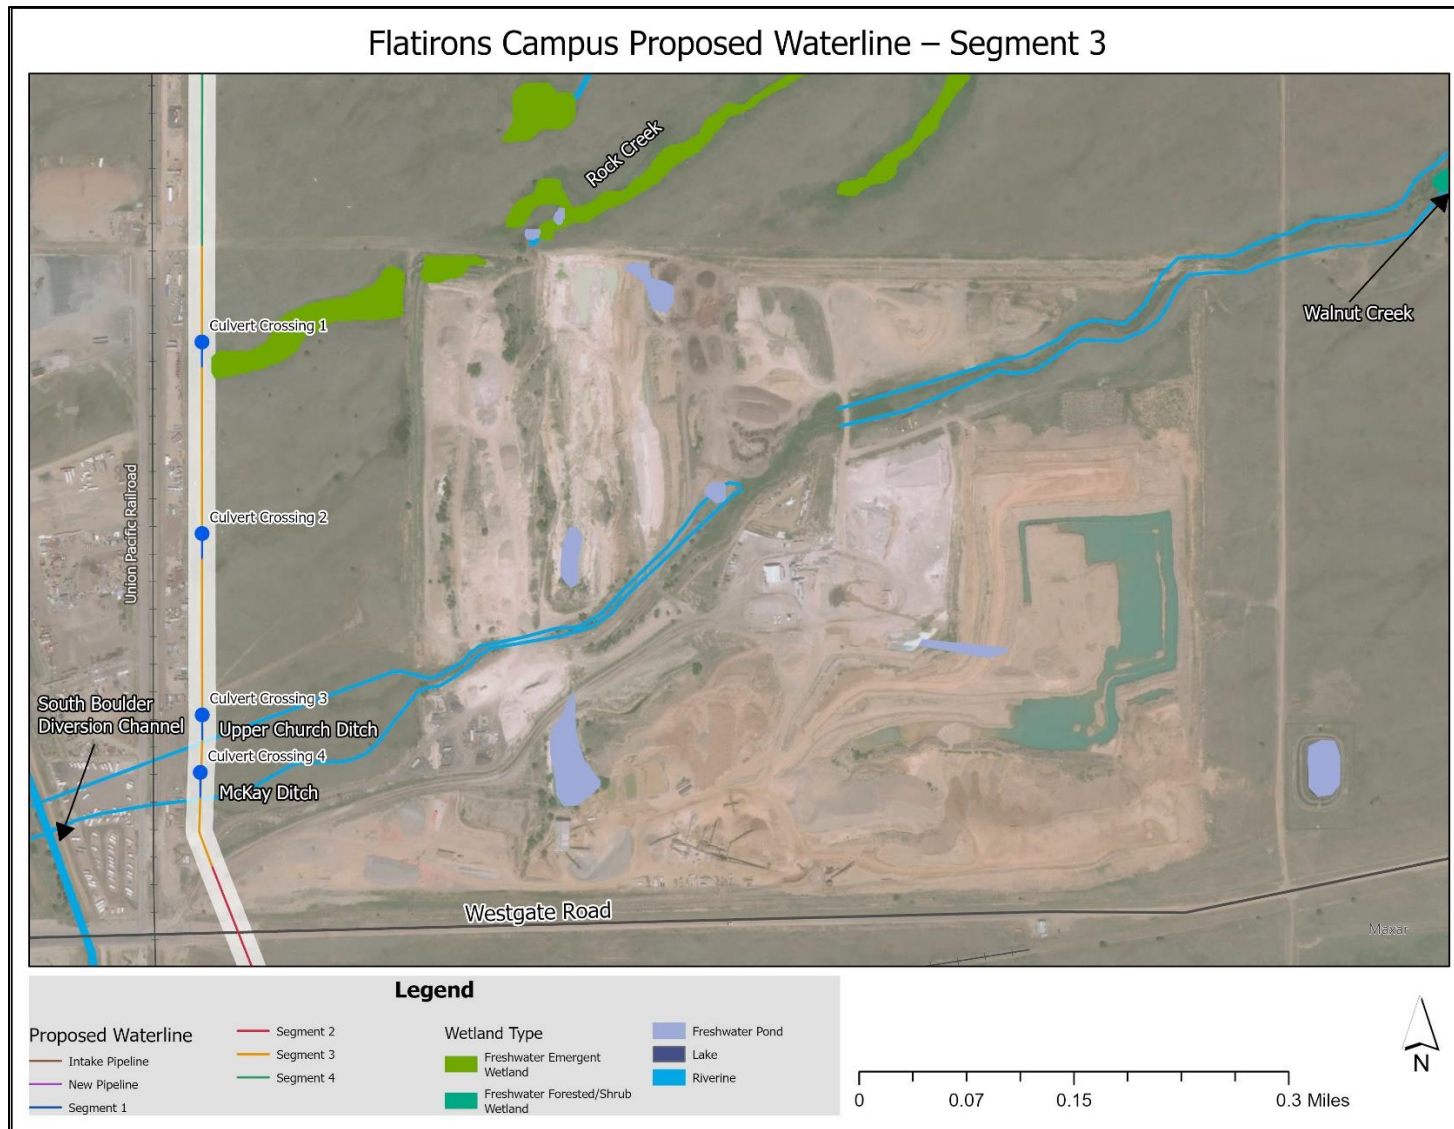 Flatirons Campus Proposed Waterline – Segment 3
Rock Creek
Walnut Creek
Culvert Crossing 1
Union Pacific Railroad
Culvert Crossing 2
South Boulder
Diversion Channel
Culvert Crossing 3
Upper Church Ditch
Culvert Crossing 4
McKay Ditch
Westgate Road
Maxar
Legend
Proposed Waterline
Intake Pipeline
New Pipeline
Segment 1
Segment 2
Segment 3
Segment 4
Wetland Type
Freshwater Emergent
Wetland
Freshwater Forested/Shrub
Wetland
Freshwater Pond
Lake
Riverine
0 0.07 0.15 0.3 Miles
N